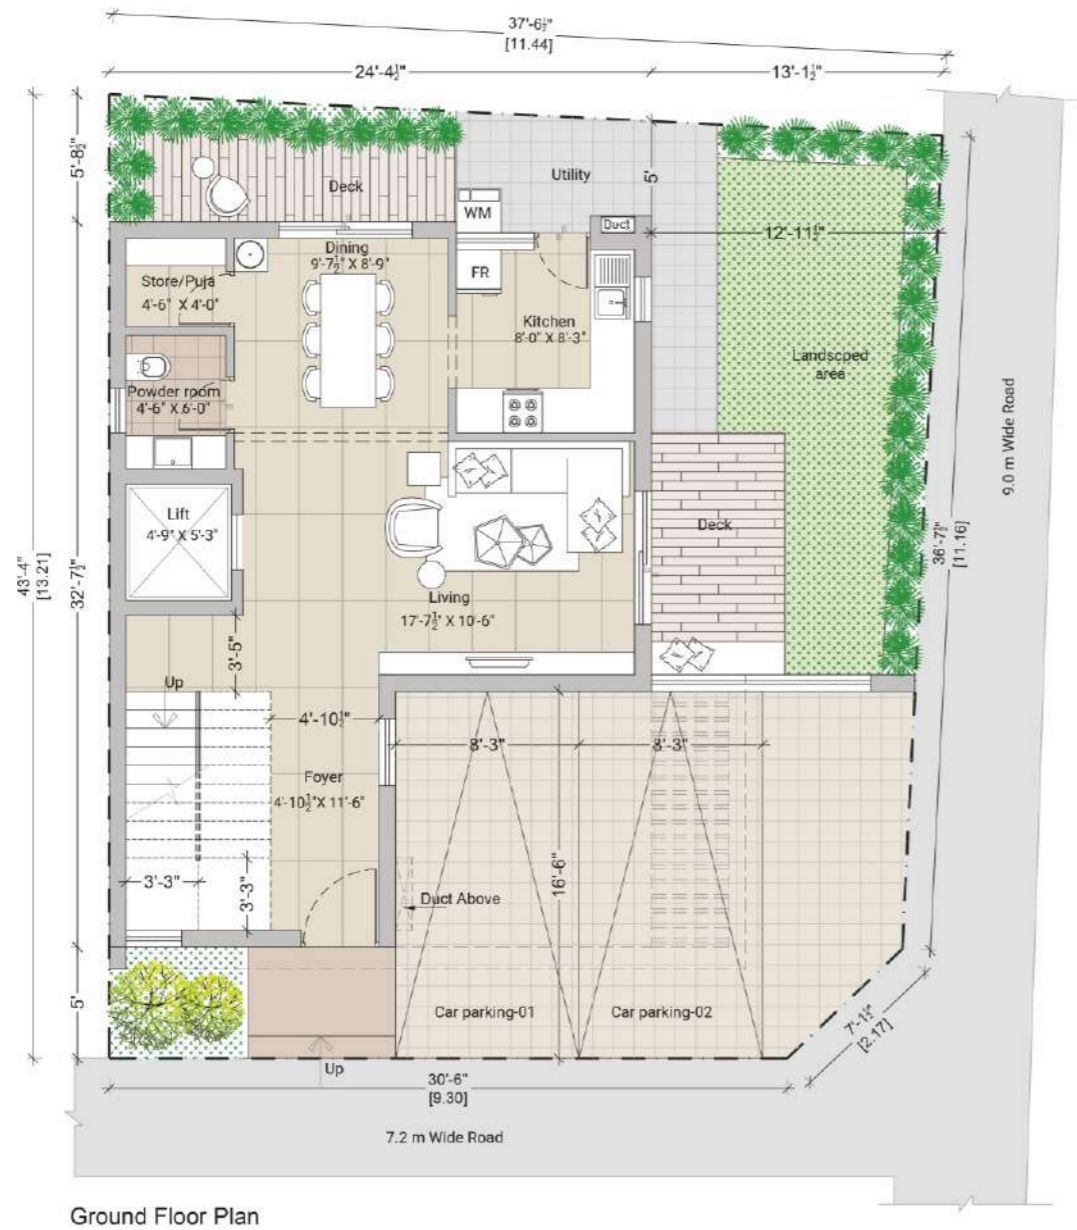 37'-6½"
[11.44]
24'-4½"
13'-1½"
5'-8½"
Deck
Utility
5'
WM
Duct
12'-11½"
Dining
9'-7½" X 8'-9"
FR
Store/Puja
4'-6" X 4'-0"
Kitchen
8'-0" X 8'-3"
Landscped
area
Powder room
4'-6" X 6'-0"
9.0 m Wide Road
Lift
4'-9" X 5'-3"
Deck
36'-7½"
[11.16]
43'-4"
[13.21]
32'-7½"
Living
17'-7½" X 10'-6"
3'-5"
Up
4'-10½"
8'-3"
8'-3"
Foyer
4'-10½" X 11'-6"
16'-6"
3'-3"
3'-3"
Duct Above
5'
Car parking-01
Car parking-02
7'-1½"
[2.17]
Up
30'-6"
[9.30]
7.2 m Wide Road
Ground Floor Plan